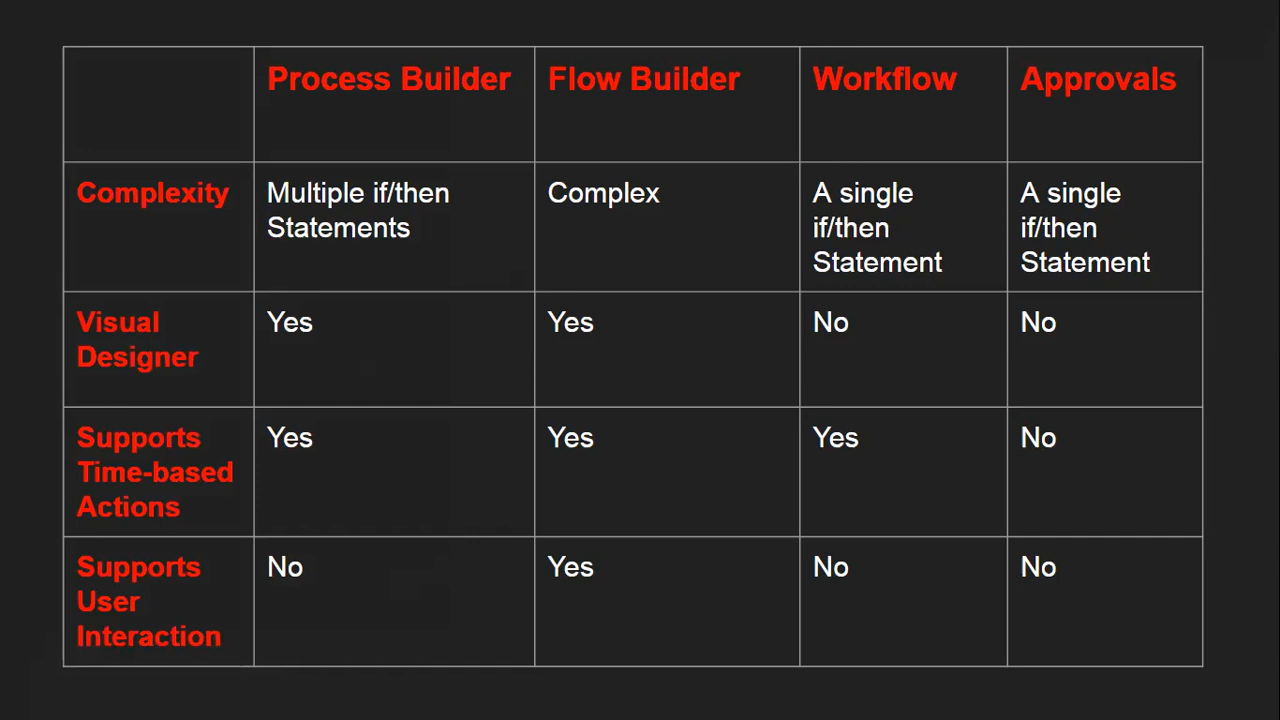 Process Builder
Flow Builder
Workflow
Approvals
Complexity
Multiple if/then
Statements
Complex
A single
if/then
Statement
A single
if/then
Statement
Visual
Designer
Yes
Yes
No
No
Supports
Time-based
Actions
Yes
Yes
Yes
No
Supports
User
Interaction
No
Yes
No
No